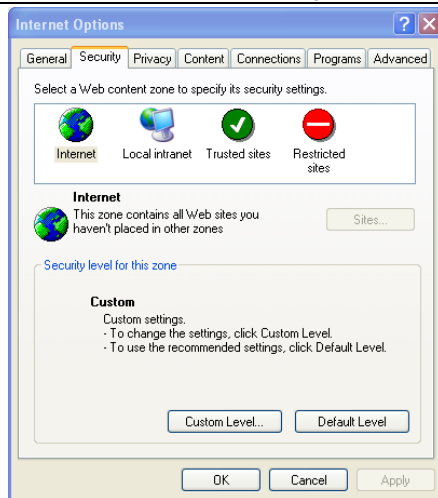 Internet Options
General Security Privacy Content Connections Programs Advanced
Select a Web content zone to specify its security settings.
Internet Local intranet Trusted sites Restricted
sites
Internet
This zone contains all Web sites you
haven't placed in other zones
Sites...
Security level for this zone
Custom
Custom settings.
- To change the settings, click Custom Level.
- To use the recommended settings, click Default Level.
Custom Level... Default Level
OK Cancel Apply